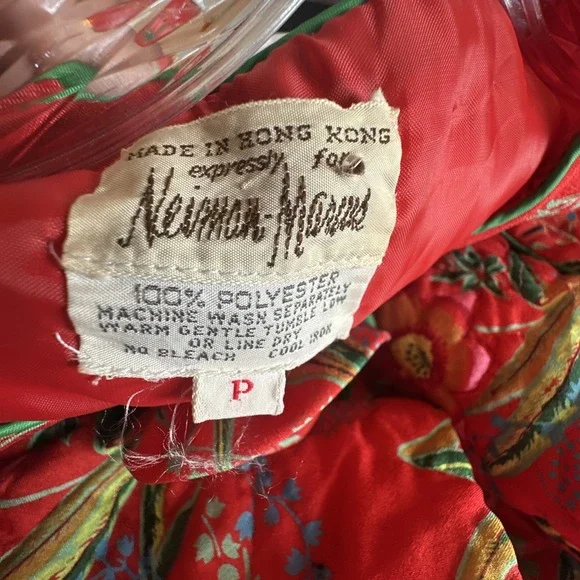 MADE IN HONG KONG
expressly for
Neiman-Marcus
100% POLYESTER
MACHINE WASH SEPARATELY
WARM GENTLE TUMBLE LOW
OR LINE DRY
NO BLEACH COOL IRON
P